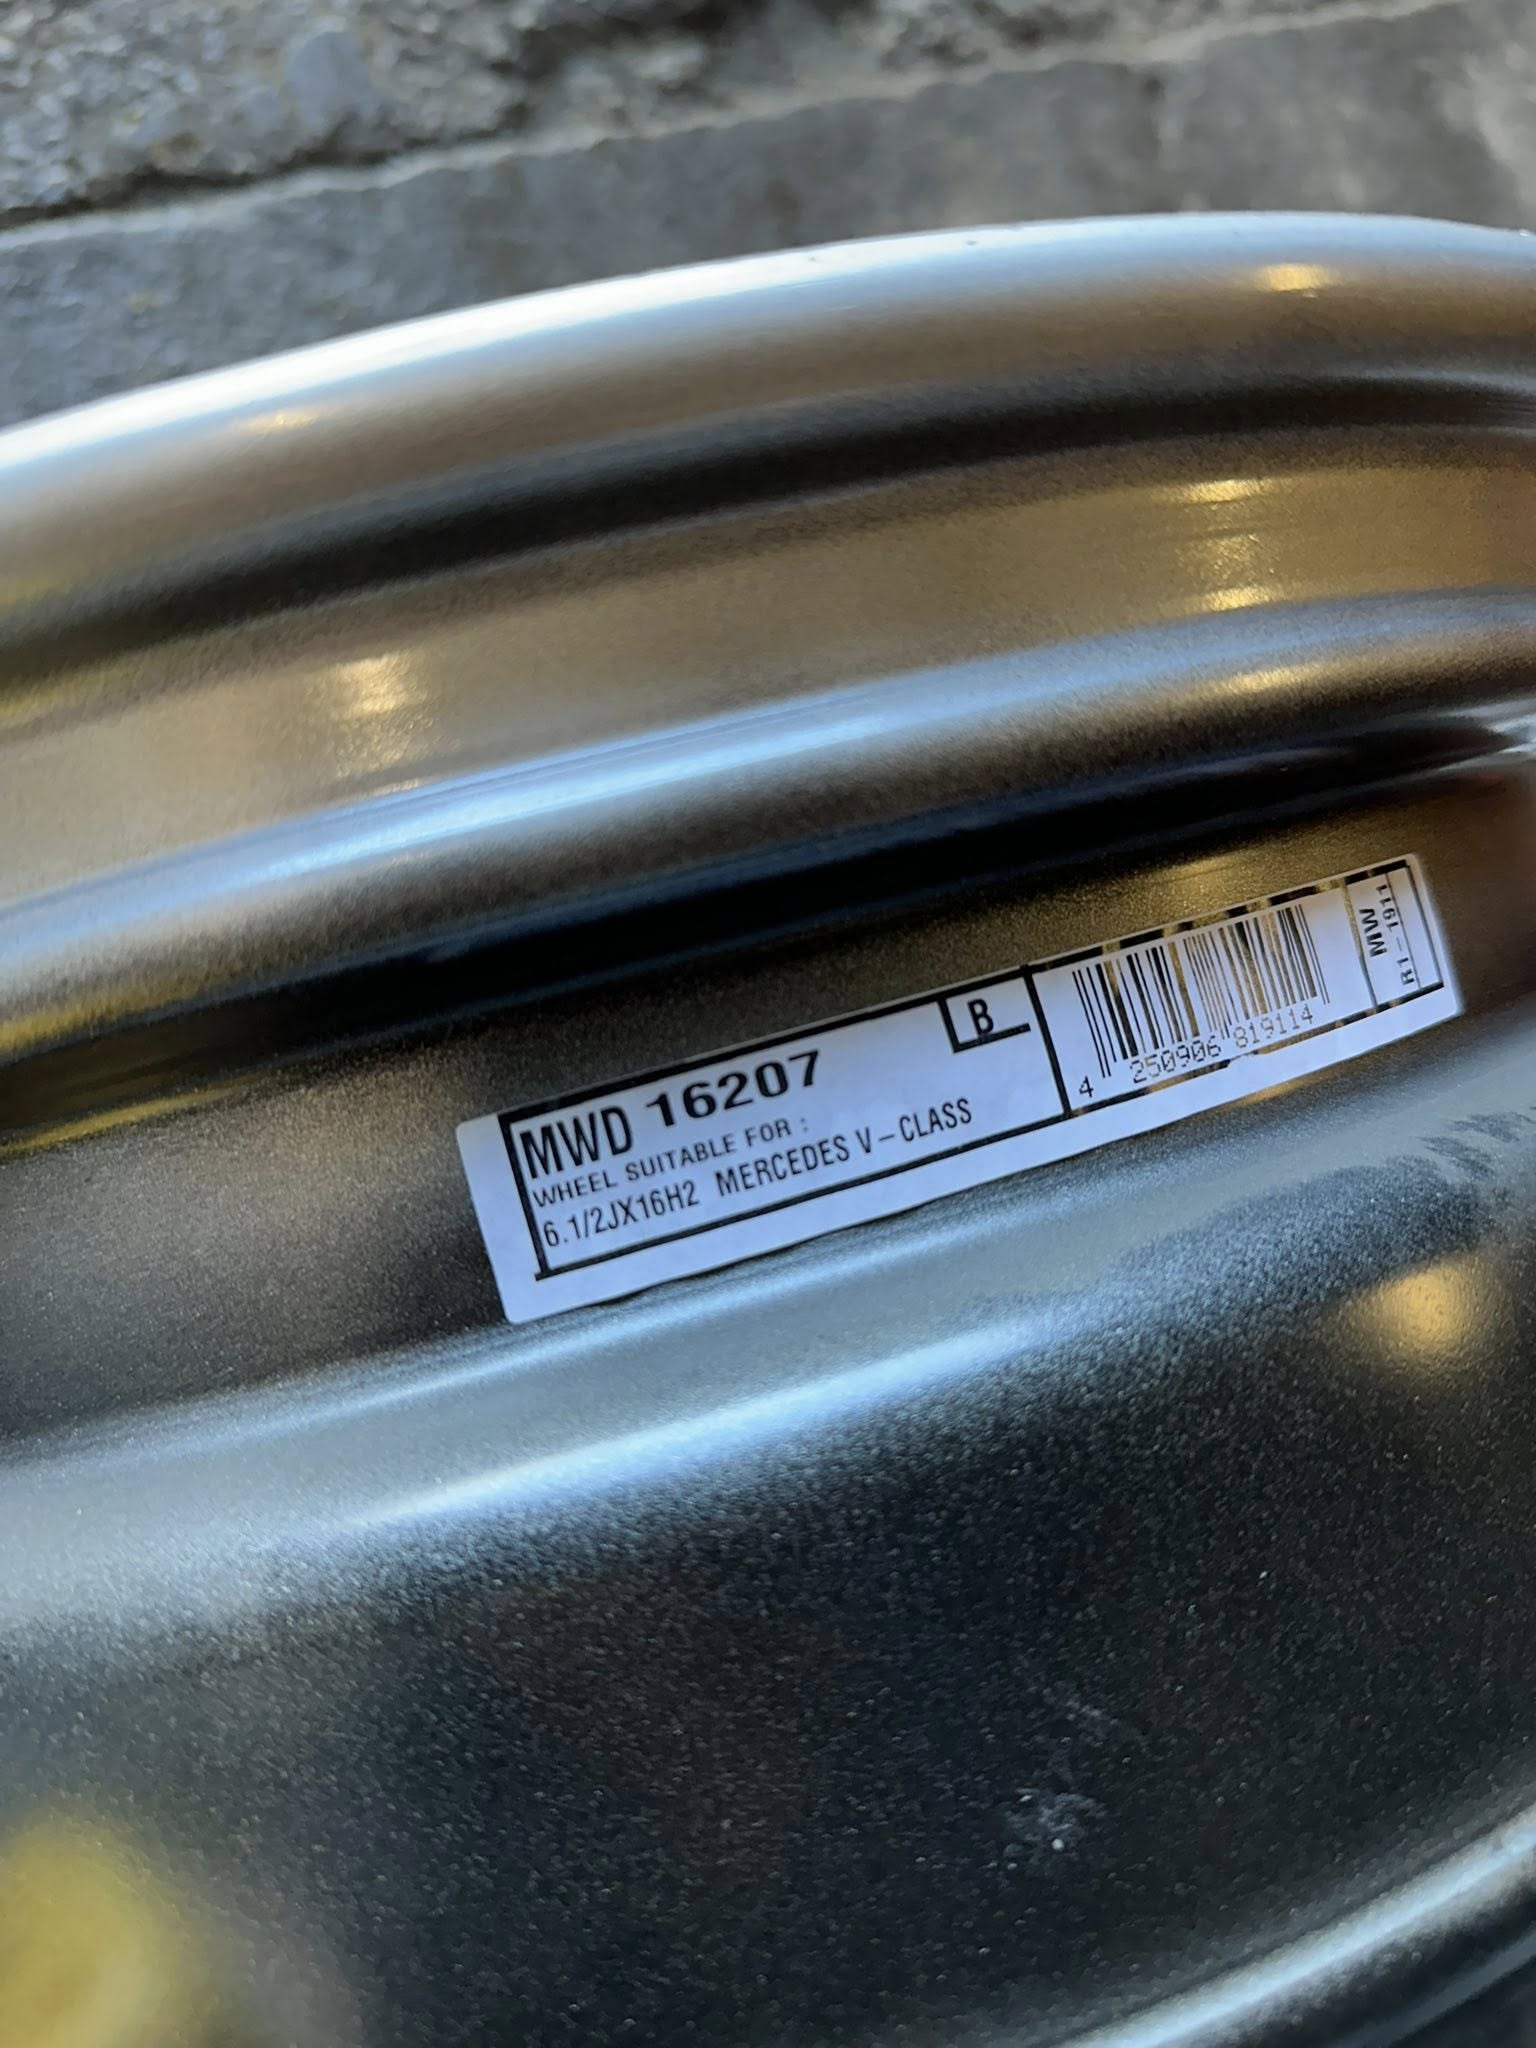 MWD 16207
B
WHEEL SUITABLE FOR :
6.1/2JX16H2 MERCEDES V-CLASS
4 250906 819114
MW
R1-1911